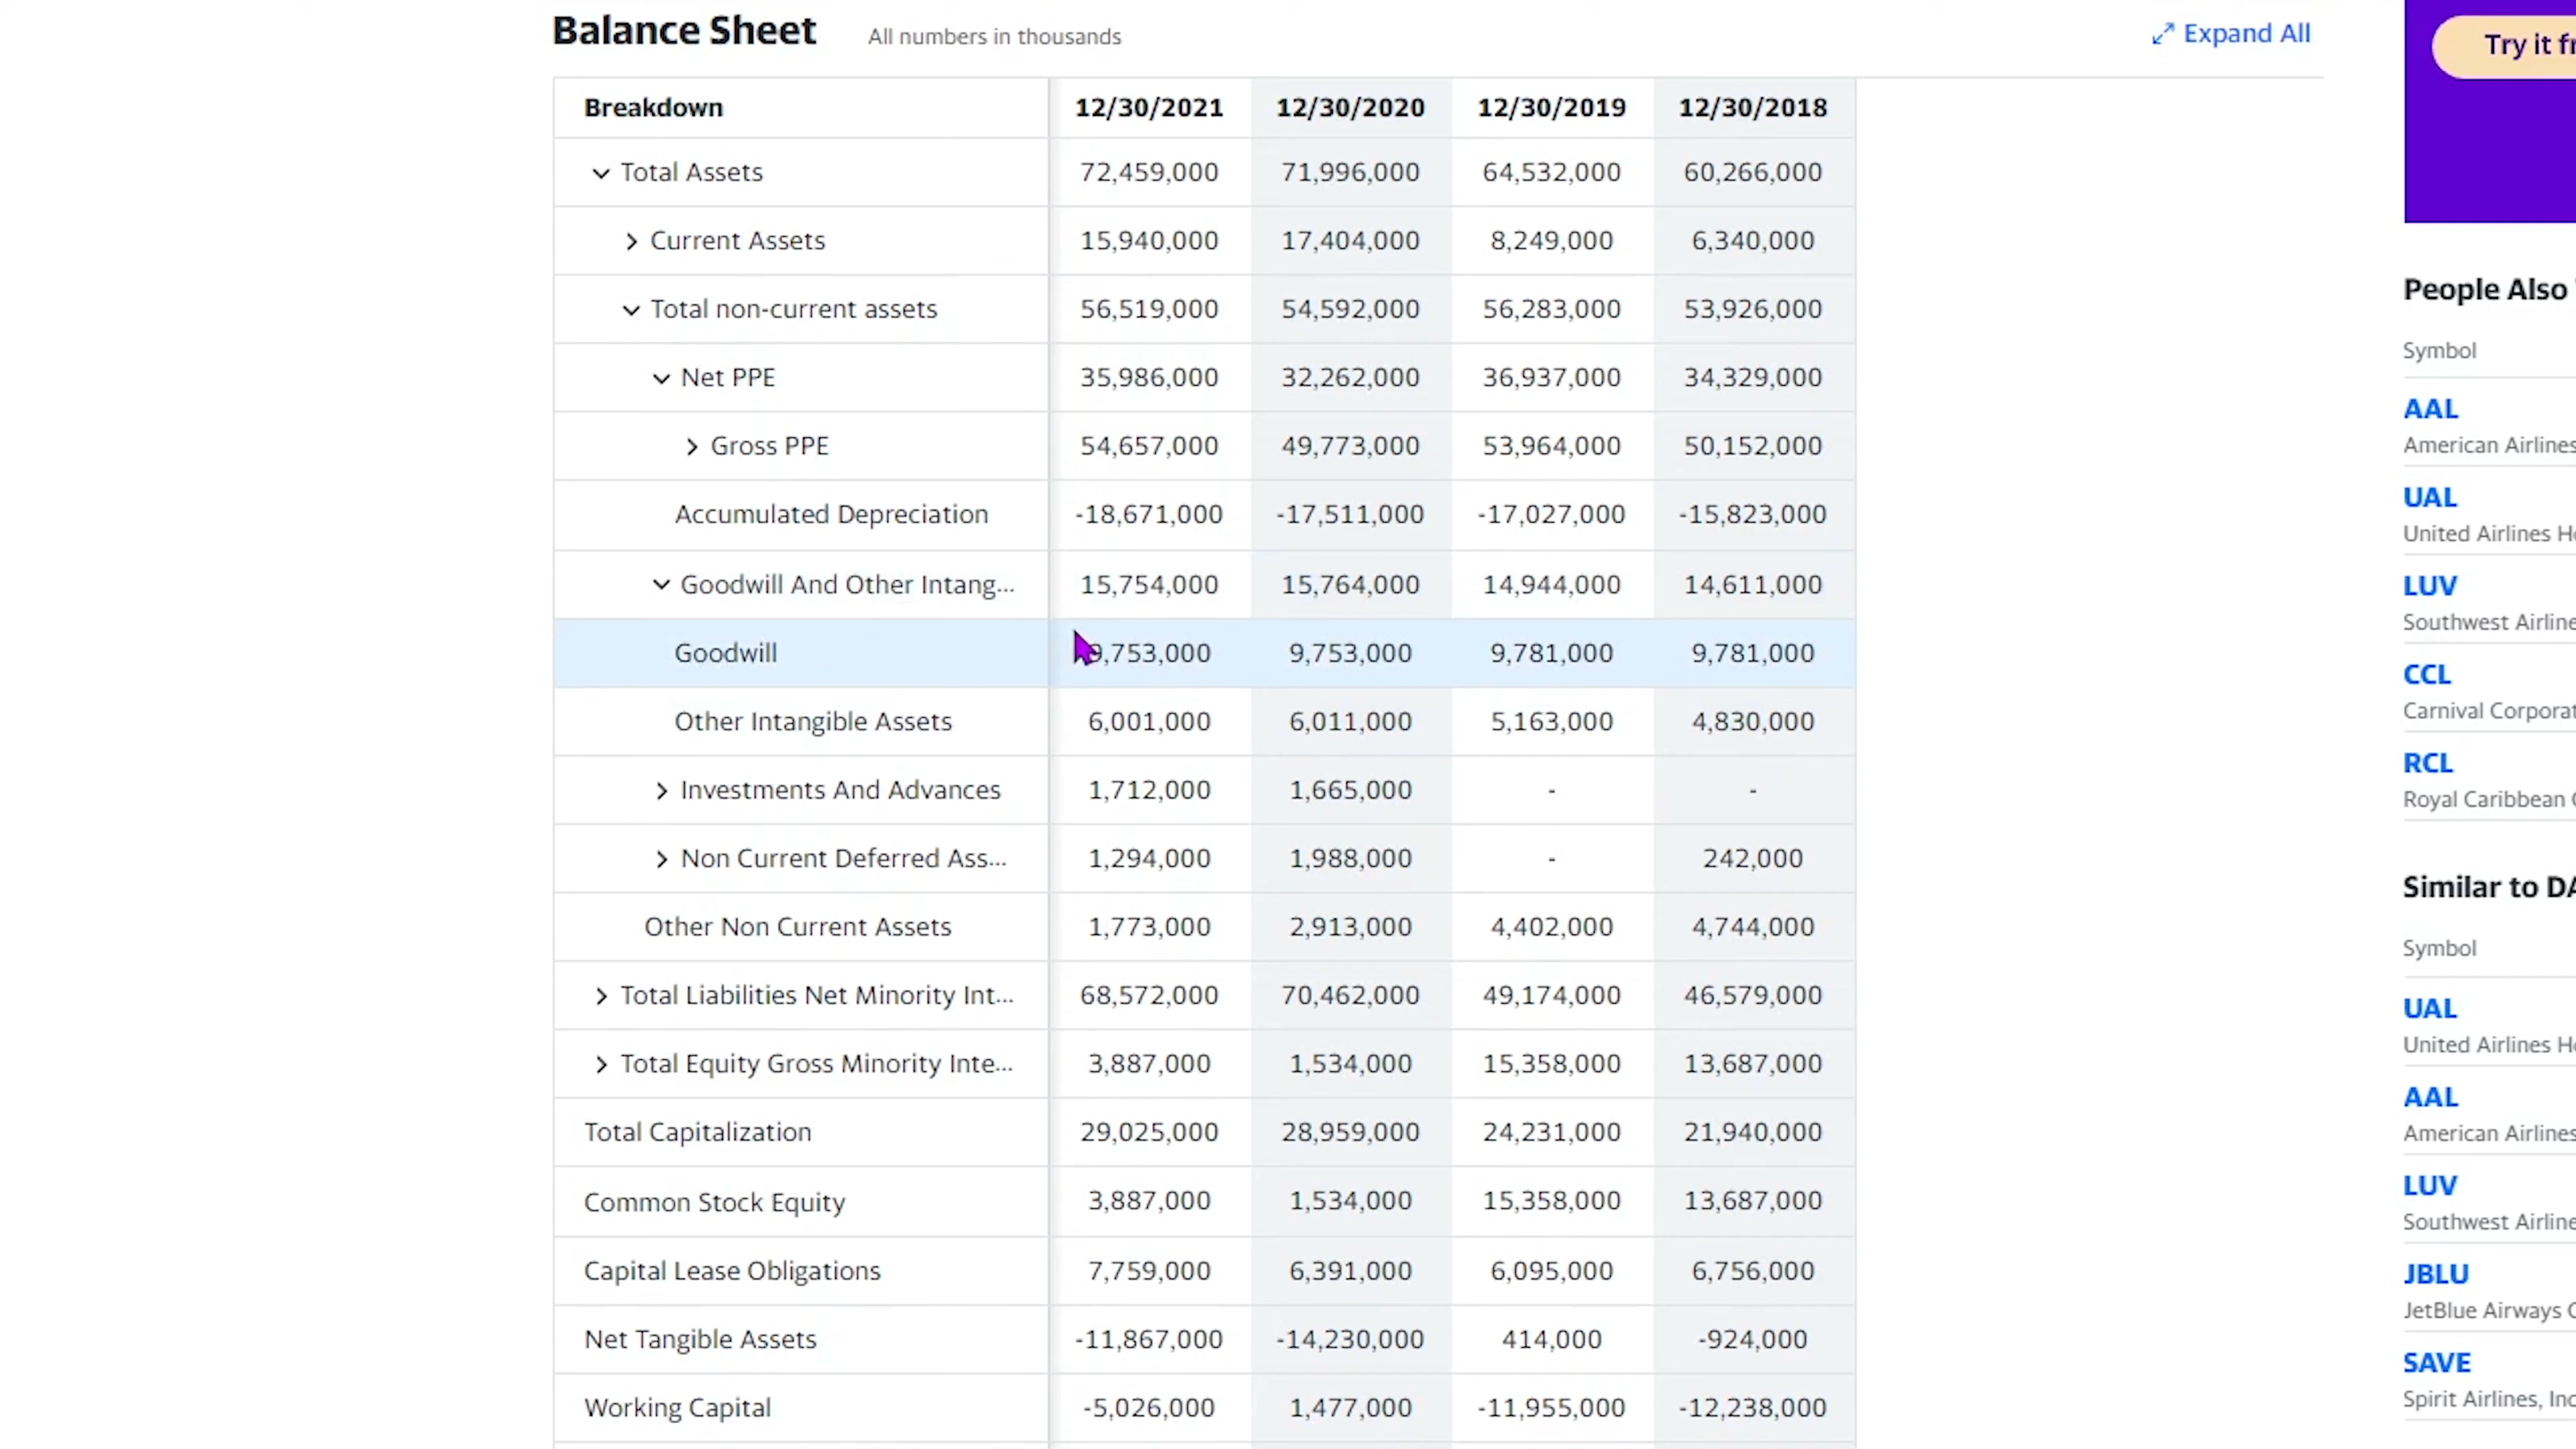 Balance Sheet All numbers in thousands Expand All
Breakdown 12/30/2021 12/30/2020 12/30/2019 12/30/2018
Total Assets 72,459,000 71,996,000 64,532,000 60,266,000
Current Assets 15,940,000 17,404,000 8,249,000 6,340,000
Total non-current assets 56,519,000 54,592,000 56,283,000 53,926,000
Net PPE 35,986,000 32,262,000 36,937,000 34,329,000
Gross PPE 54,657,000 49,773,000 53,964,000 50,152,000
Accumulated Depreciation -18,671,000 -17,511,000 -17,027,000 -15,823,000
Goodwill And Other Intang... 15,754,000 15,764,000 14,944,000 14,611,000
Goodwill 9,753,000 9,753,000 9,781,000 9,781,000
Other Intangible Assets 6,001,000 6,011,000 5,163,000 4,830,000
Investments And Advances 1,712,000 1,665,000 - -
Non Current Deferred Ass... 1,294,000 1,988,000 - 242,000
Other Non Current Assets 1,773,000 2,913,000 4,402,000 4,744,000
Total Liabilities Net Minority Int... 68,572,000 70,462,000 49,174,000 46,579,000
Total Equity Gross Minority Inte... 3,887,000 1,534,000 15,358,000 13,687,000
Total Capitalization 29,025,000 28,959,000 24,231,000 21,940,000
Common Stock Equity 3,887,000 1,534,000 15,358,000 13,687,000
Capital Lease Obligations 7,759,000 6,391,000 6,095,000 6,756,000
Net Tangible Assets -11,867,000 -14,230,000 414,000 -924,000
Working Capital -5,026,000 1,477,000 -11,955,000 -12,238,000
Try it fr
People Also
Symbol
AAL
American Airlines
UAL
United Airlines H
LUV
Southwest Airline
CCL
Carnival Corporat
RCL
Royal Caribbean
Similar to DA
Symbol
UAL
United Airlines H
AAL
American Airlines
LUV
Southwest Airline
JBLU
JetBlue Airways C
SAVE
Spirit Airlines, Inc